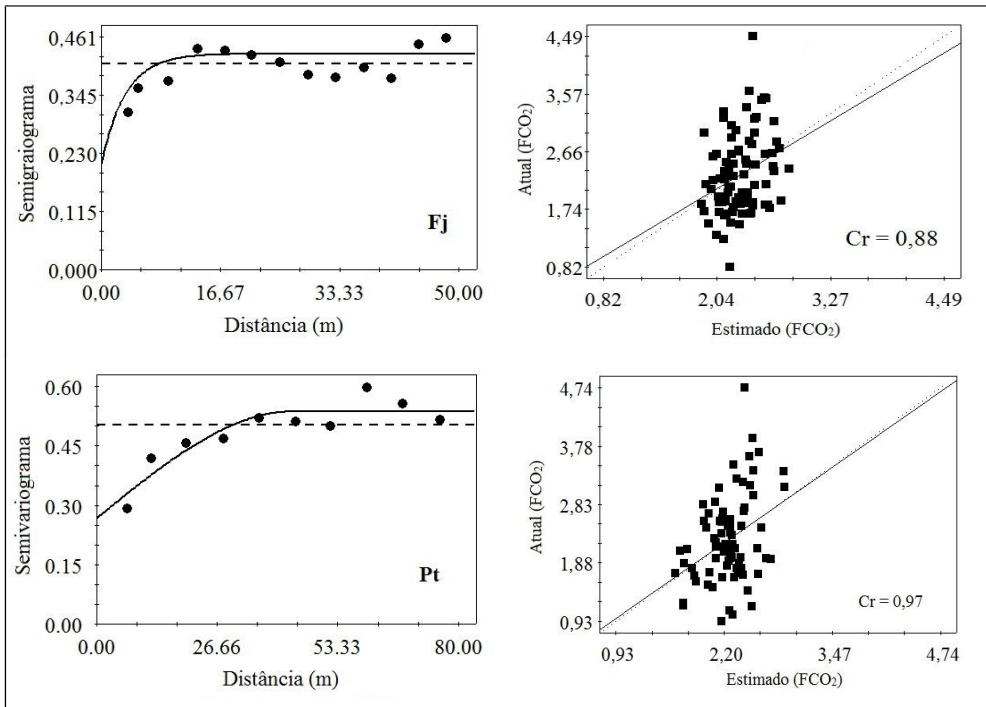 0.461
0.345
0.230
0.115
0.000
Semigraiograma
Fj
0.00 16.67 33.33 50.00
Distância (m)
4,49
3,57
2,66
1,74
0,82
Atual (FCO₂)
Cr = 0,88
0,82 2,04 3,27 4,49
Estimado (FCO₂)
0.60
0.45
0.30
0.15
0.00
Semivariograma
Pt
0.00 26.66 53.33 80.00
Distância (m)
4,74
3,78
2,83
1,88
0,93
Atual (FCO₂)
Cr = 0,97
0,93 2,20 3,47 4,74
Estimado (FCO₂)